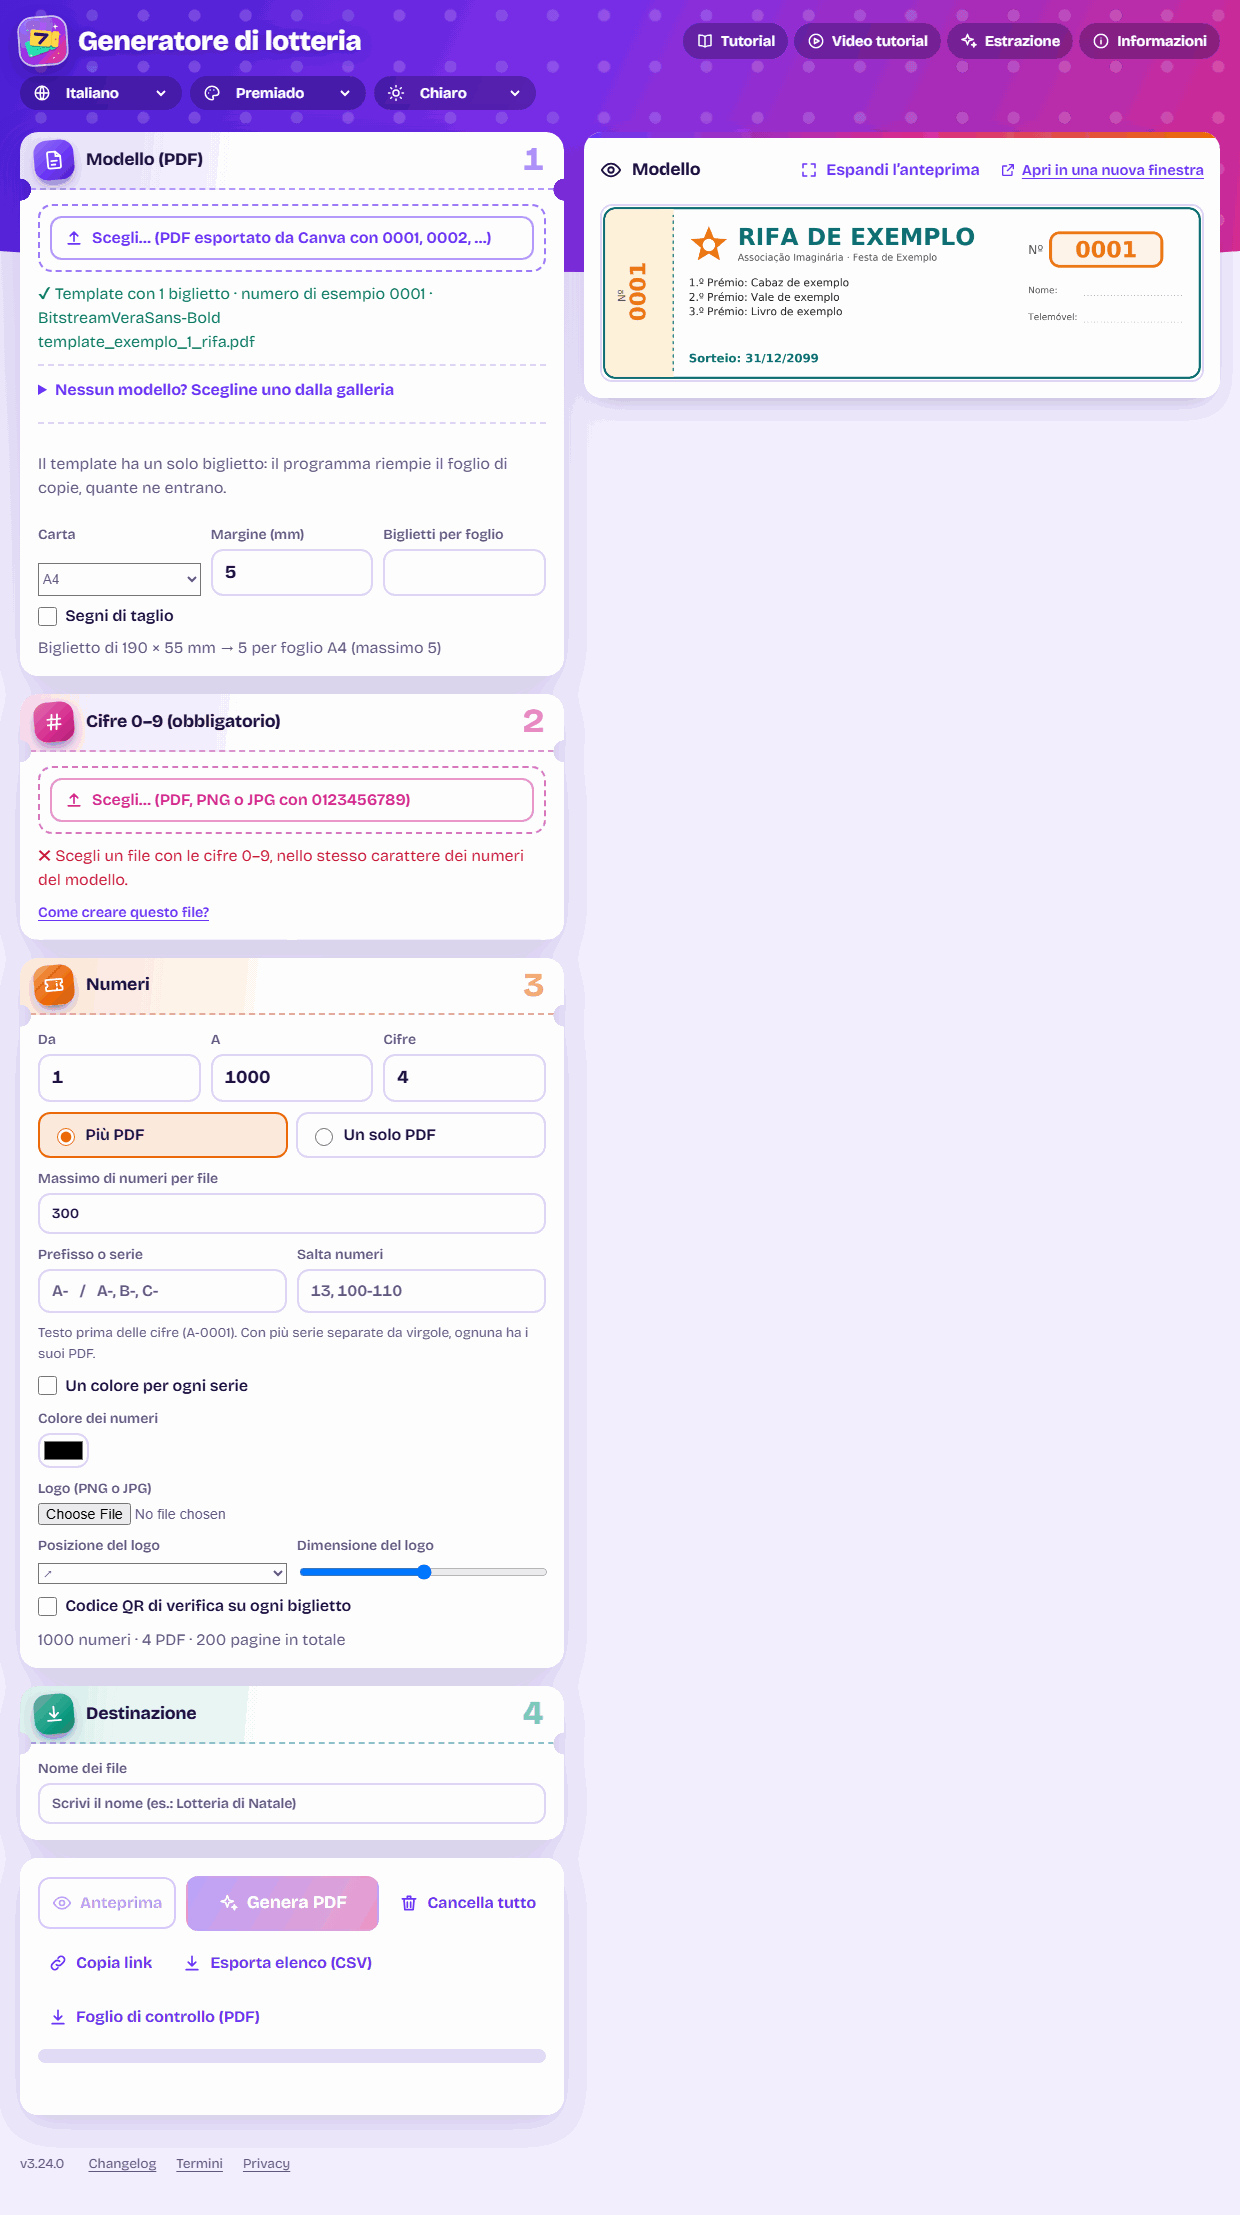 Generatore di lotteria
Tutorial
Video tutorial
Estrazione
Informazioni
Italiano
Premiado
Chiaro
Modello (PDF)
1
Scegli... (PDF esportato da Canva con 0001, 0002, ...)
✓ Template con 1 biglietto · numero di esempio 0001 ·
BitstreamVeraSans-Bold
template_exemplo_1_rifa.pdf
Nessun modello? Scegline uno dalla galleria
Il template ha un solo biglietto: il programma riempie il foglio di
copie, quante ne entrano.
Carta
Margine (mm)
Biglietti per foglio
A4
5
Segni di taglio
Biglietto di 190 × 55 mm → 5 per foglio A4 (massimo 5)
Cifre 0–9 (obbligatorio)
2
Scegli... (PDF, PNG o JPG con 0123456789)
✕ Scegli un file con le cifre 0–9, nello stesso carattere dei numeri
del modello.
Come creare questo file?
Numeri
3
Da
A
Cifre
1
1000
4
Più PDF
Un solo PDF
Massimo di numeri per file
300
Prefisso o serie
Salta numeri
A- / A-, B-, C-
13, 100-110
Testo prima delle cifre (A-0001). Con più serie separate da virgole, ognuna ha i
suoi PDF.
Un colore per ogni serie
Colore dei numeri
Logo (PNG o JPG)
Choose File No file chosen
Posizione del logo
Dimensione del logo
↗
Codice QR di verifica su ogni biglietto
1000 numeri · 4 PDF · 200 pagine in totale
Destinazione
4
Nome dei file
Scrivi il nome (es.: Lotteria di Natale)
Anteprima
Genera PDF
Cancella tutto
Copia link
Esporta elenco (CSV)
Foglio di controllo (PDF)
v3.24.0
Changelog
Termini
Privacy
Modello
Espandi l'anteprima
Apri in una nuova finestra
Nº
0001
RIFA DE EXEMPLO
Associação Imaginária · Festa de Exemplo
1.º Prémio: Cabaz de exemplo
2.º Prémio: Vale de exemplo
3.º Prémio: Livro de exemplo
Sorteio: 31/12/2099
Nº
0001
Nome:
Telemóvel: